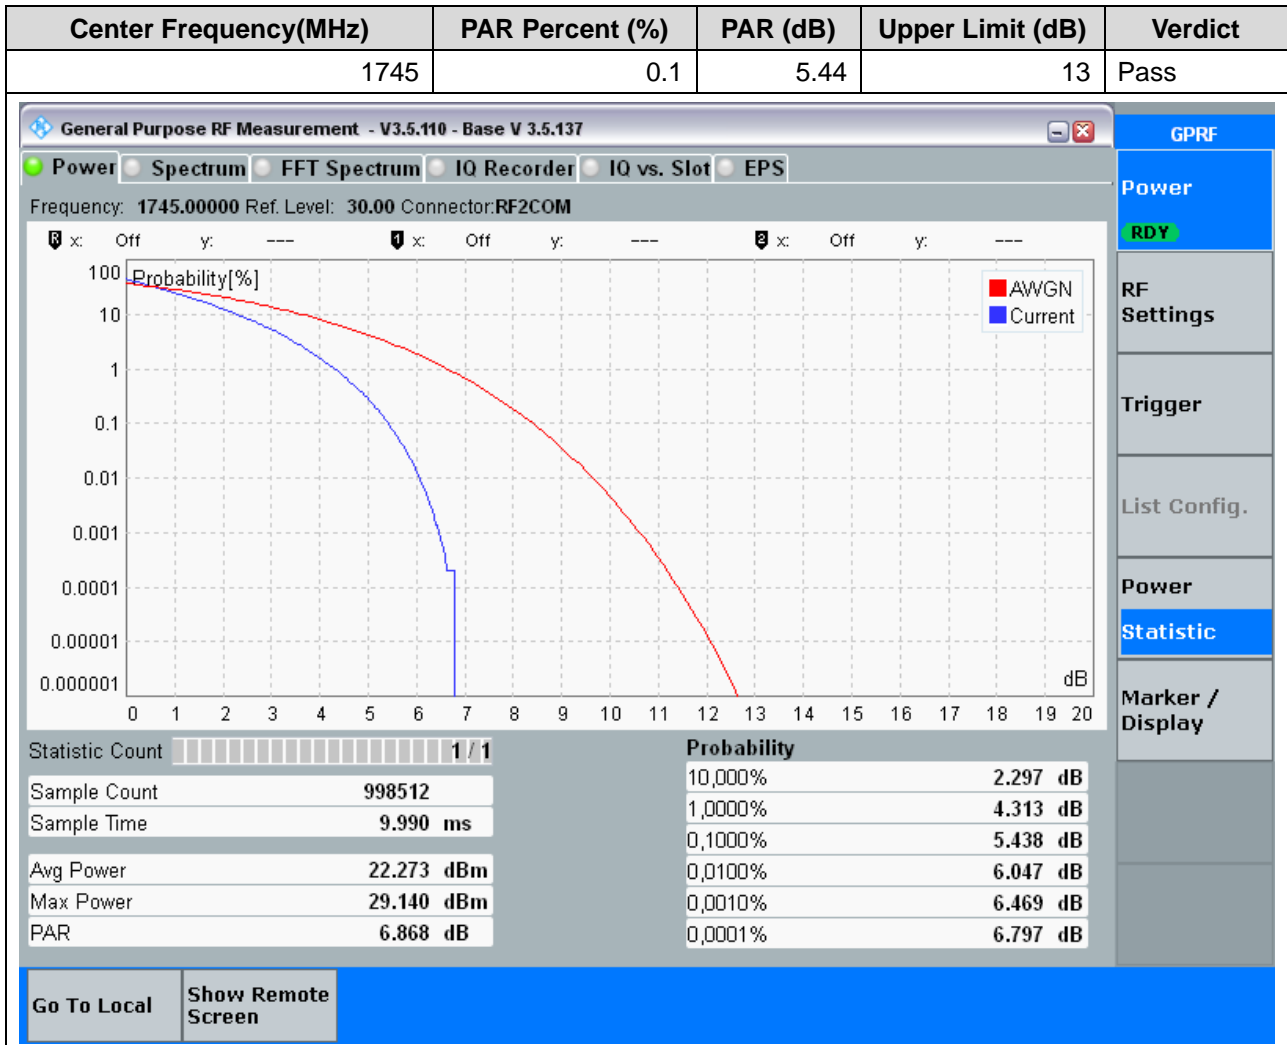 Center Frequency(MHz) PAR Percent (%) PAR (dB) Upper Limit (dB) Verdict
1745 0.1 5.44 13 Pass
General Purpose RF Measurement - V3.5.110 - Base V 3.5.137
GPRF
Power Spectrum FFT Spectrum IQ Recorder IQ vs. Slot EPS
Power
RDY
Frequency: 1745.00000 Ref. Level: 30.00 Connector:RF2COM
R x: Off y: --- 1 x: Off y: --- 2 x: Off y: ---
Probability[%]
AWGN
Current
100
10
1
0.1
0.01
0.001
0.0001
0.00001
0.000001
dB
0 1 2 3 4 5 6 7 8 9 10 11 12 13 14 15 16 17 18 19 20
RF
Settings
Trigger
List Config.
Power
Statistic
Marker /
Display
Statistic Count 1 / 1
Sample Count 998512
Sample Time 9.990 ms
Avg Power 22.273 dBm
Max Power 29.140 dBm
PAR 6.868 dB
Probability
10,000% 2.297 dB
1,0000% 4.313 dB
0,1000% 5.438 dB
0,0100% 6.047 dB
0,0010% 6.469 dB
0,0001% 6.797 dB
Go To Local
Show Remote
Screen